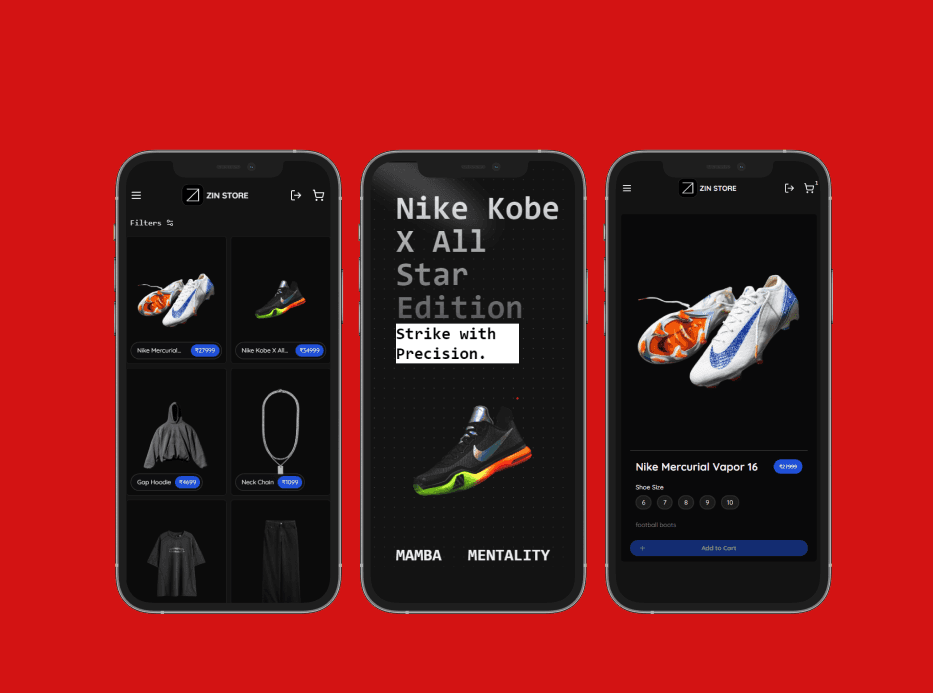 ZIN STORE
Filters
Nike Mercurial... ₹27999
Nike Kobe X All... ₹54999
Gap Hoodie ₹4699
Neck Chain ₹1099
Nike Kobe
X All
Star
Edition
Strike with
Precision.
MAMBA MENTALITY
ZIN STORE
1
Nike Mercurial Vapor 16 ₹21999
Shoe Size
6 7 8 9 10
football boots
+ Add to Cart